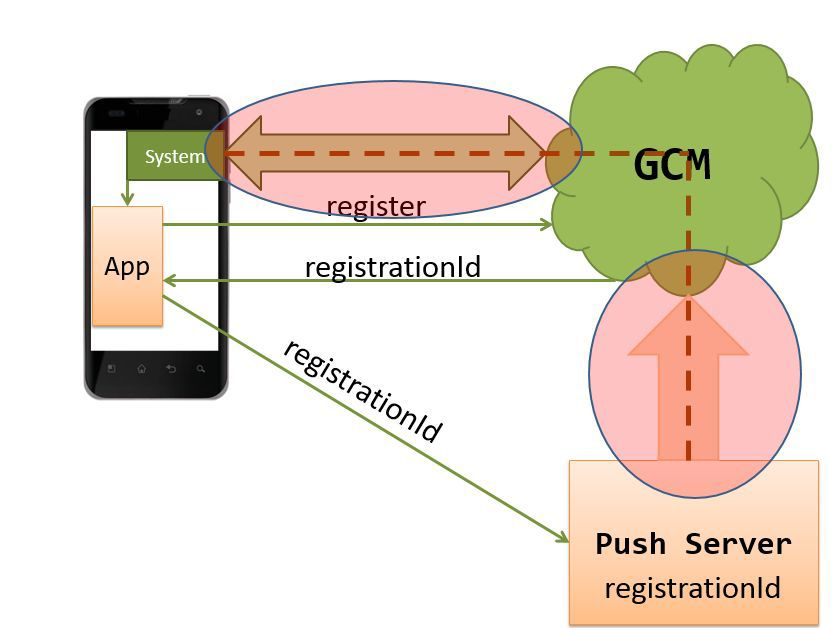 System
GCM
register
App
registrationId
registrationId
Push Server
registrationId